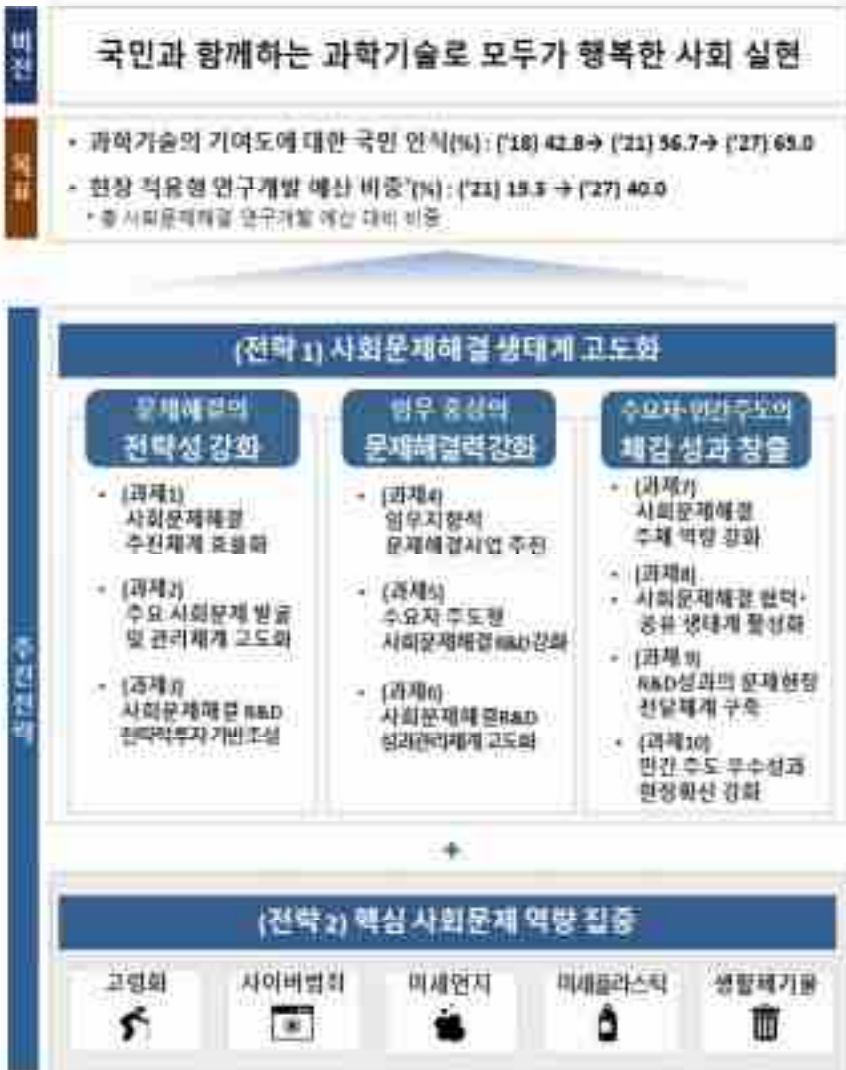 비전
국민과 함께하는 과학기술로 모두가 행복한 사회 실현
목표
• 과학기술의 기여도에 대한 국민 인식(%) : ('18) 42.8→ ('21) 56.7→ ('27) 65.0
• 현장 적용형 연구개발 예산 비중*(%) : ('21) 19.3 → ('27) 40.0
* 총 사회문제해결 연구개발 예산 대비 비중
추진전략
(전략 1) 사회문제해결 생태계 고도화
문제해결의
전략성 강화
• (과제1)
사회문제해결
추진체계 효율화
• (과제2)
주요 사회문제 발굴
및 관리체계 고도화
• (과제3)
사회문제해결 R&D
전략적투자 기반조성
임무 중심의
문제해결력강화
• (과제4)
임무지향적
문제해결사업 추진
• (과제5)
수요자 주도형
사회문제해결R&D강화
• (과제6)
사회문제해결R&D
성과관리체계 고도화
수요자·민간주도의
체감 성과 창출
• (과제7)
사회문제해결
주체 역량 강화
• (과제8)
• 사회문제해결 협력·
공유 생태계 활성화
• (과제 9)
R&D성과의 문제현장
전달체계 구축
• (과제10)
민간 주도 우수성과
현장확산 강화
+
(전략 2) 핵심 사회문제 역량 집중
고령화
사이버범죄
미세먼지
미세플라스틱
생활폐기물